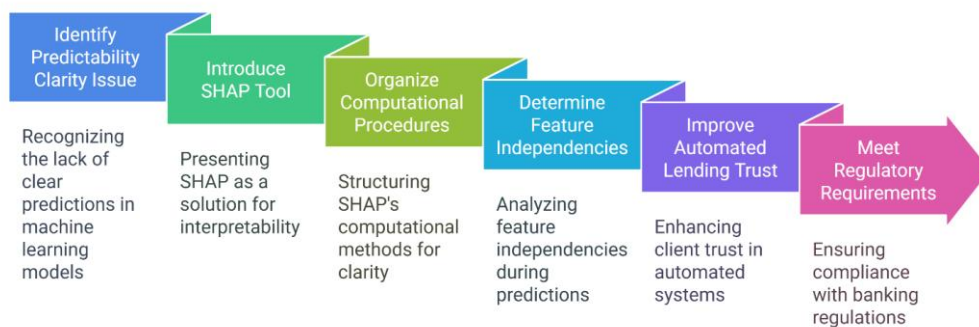 Identify
Predictability
Clarity Issue
Recognizing
the lack of
clear
predictions in
machine
learning
models
Introduce
SHAP Tool
Presenting
SHAP as a
solution for
interpretability
Organize
Computational
Procedures
Structuring
SHAP's
computational
methods for
clarity
Determine
Feature
Independencies
Analyzing
feature
independencies
during
predictions
Improve
Automated
Lending Trust
Enhancing
client trust in
automated
systems
Meet
Regulatory
Requirements
Ensuring
compliance
with banking
regulations